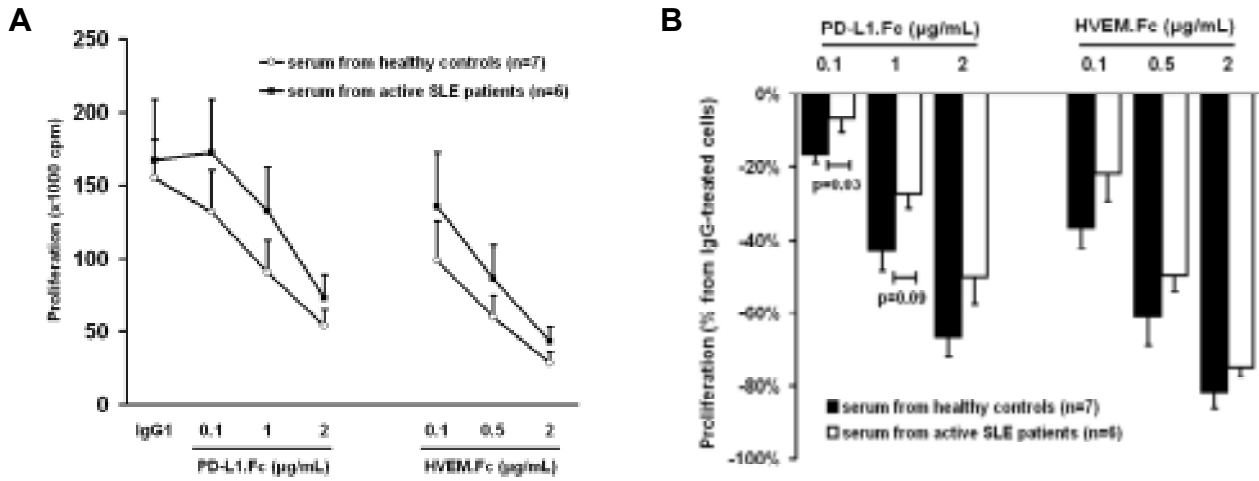 A
250
200
150
100
50
0
Proliferation (x1000 cpm)
serum from healthy controls (n=7)
serum from active SLE patients (n=6)
IgG1 0.1 1 2 0.1 0.5 2
PD-L1.Fc (µg/mL) HVEM.Fc (µg/mL)
B
PD-L1.Fc (µg/mL) HVEM.Fc (µg/mL)
0.1 1 2 0.1 0.5 2
0%
-20%
-40%
-60%
-80%
-100%
Proliferation (% from IgG-treated cells)
p=0.03
p=0.09
serum from healthy controls (n=7)
serum from active SLE patients (n=6)